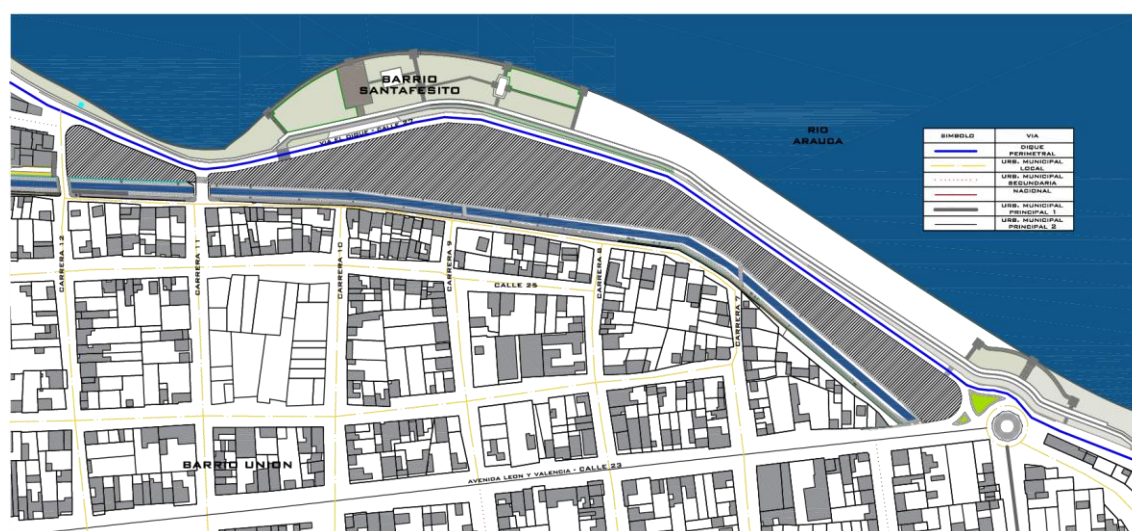 BARRIO
SANTAFESITO
VIA EL DIQUE - CALLE 27
RIO
ARAUCA
SIMBOLO VIA
DIQUE
PERIMETRAL
URB. MUNICIPAL
LOCAL
URB. MUNICIPAL
SECUNDARIA
NACIONAL
URB. MUNICIPAL
PRINCIPAL 1
URB. MUNICIPAL
PRINCIPAL 2
CARRERA 12
CARRERA 11
CARRERA 10
CARRERA 9
CARRERA 8
CARRERA 7
CALLE 25
BARRIO UNION
AVENIDA LEON Y VALENCIA - CALLE 23